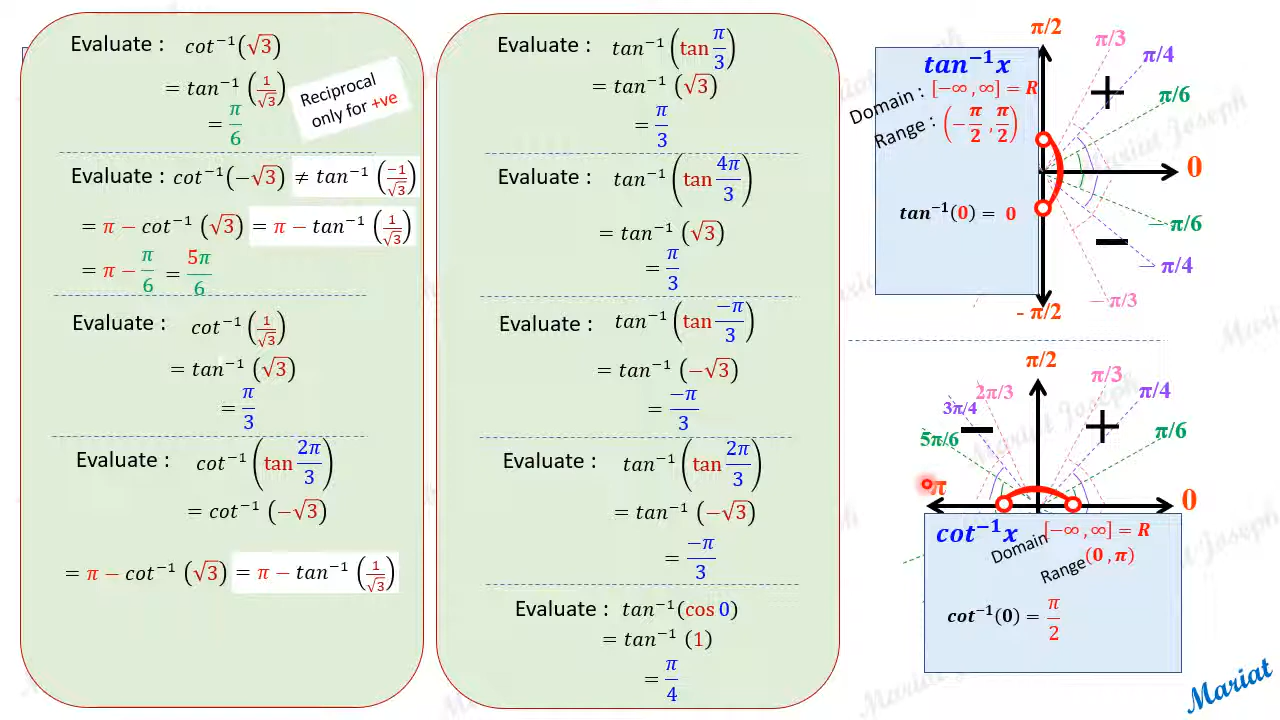 Evaluate : cot⁻¹(√3)
= tan⁻¹ (1/√3)
Reciprocal
only for +ve
= π/6
Evaluate : cot⁻¹(−√3) ≠ tan⁻¹ (−1/√3)
= π − cot⁻¹ (√3) = π − tan⁻¹ (1/√3)
= π − π/6 = 5π/6
Evaluate : cot⁻¹ (1/√3)
= tan⁻¹ (√3)
= π/3
Evaluate : cot⁻¹ (tan 2π/3)
= cot⁻¹ (−√3)
= π − cot⁻¹ (√3) = π − tan⁻¹ (1/√3)
Evaluate : tan⁻¹ (tan π/3)
= tan⁻¹ (√3)
= π/3
Evaluate : tan⁻¹ (tan 4π/3)
= tan⁻¹ (√3)
= π/3
Evaluate : tan⁻¹ (tan −π/3)
= tan⁻¹ (−√3)
= −π/3
Evaluate : tan⁻¹ (tan 2π/3)
= tan⁻¹ (−√3)
= −π/3
Evaluate : tan⁻¹(cos 0)
= tan⁻¹ (1)
= π/4
π/2
π/3
π/4
π/6
0
− π/6
− π/4
− π/3
- π/2
+
−
tan⁻¹x
Domain : [−∞ , ∞] = R
Range : (−π/2 , π/2)
tan⁻¹(0) = 0
π/2
π/3
π/4
π/6
0
2π/3
3π/4
5π/6
π
−
+
cot⁻¹x
Domain [−∞ , ∞] = R
Range (0 , π)
cot⁻¹(0) = π/2
Mariat
Mariat Joseph